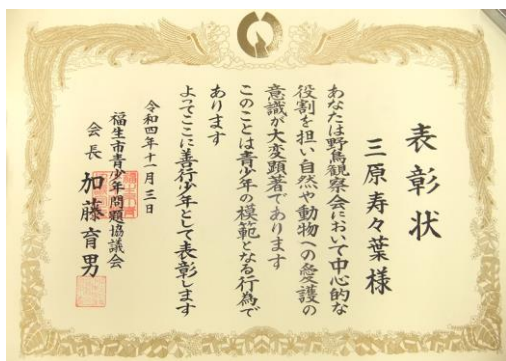 表彰状
三原寿々葉様
あなたは野鳥観察会において中心的な
役割を担い自然や動物への愛護の
意識が大変顕著であります
このことは青少年の模範となる行為で
あります
よってここに善行少年として表彰します
令和四年十一月三日
福生市青少年問題協議会
会長 加藤育男